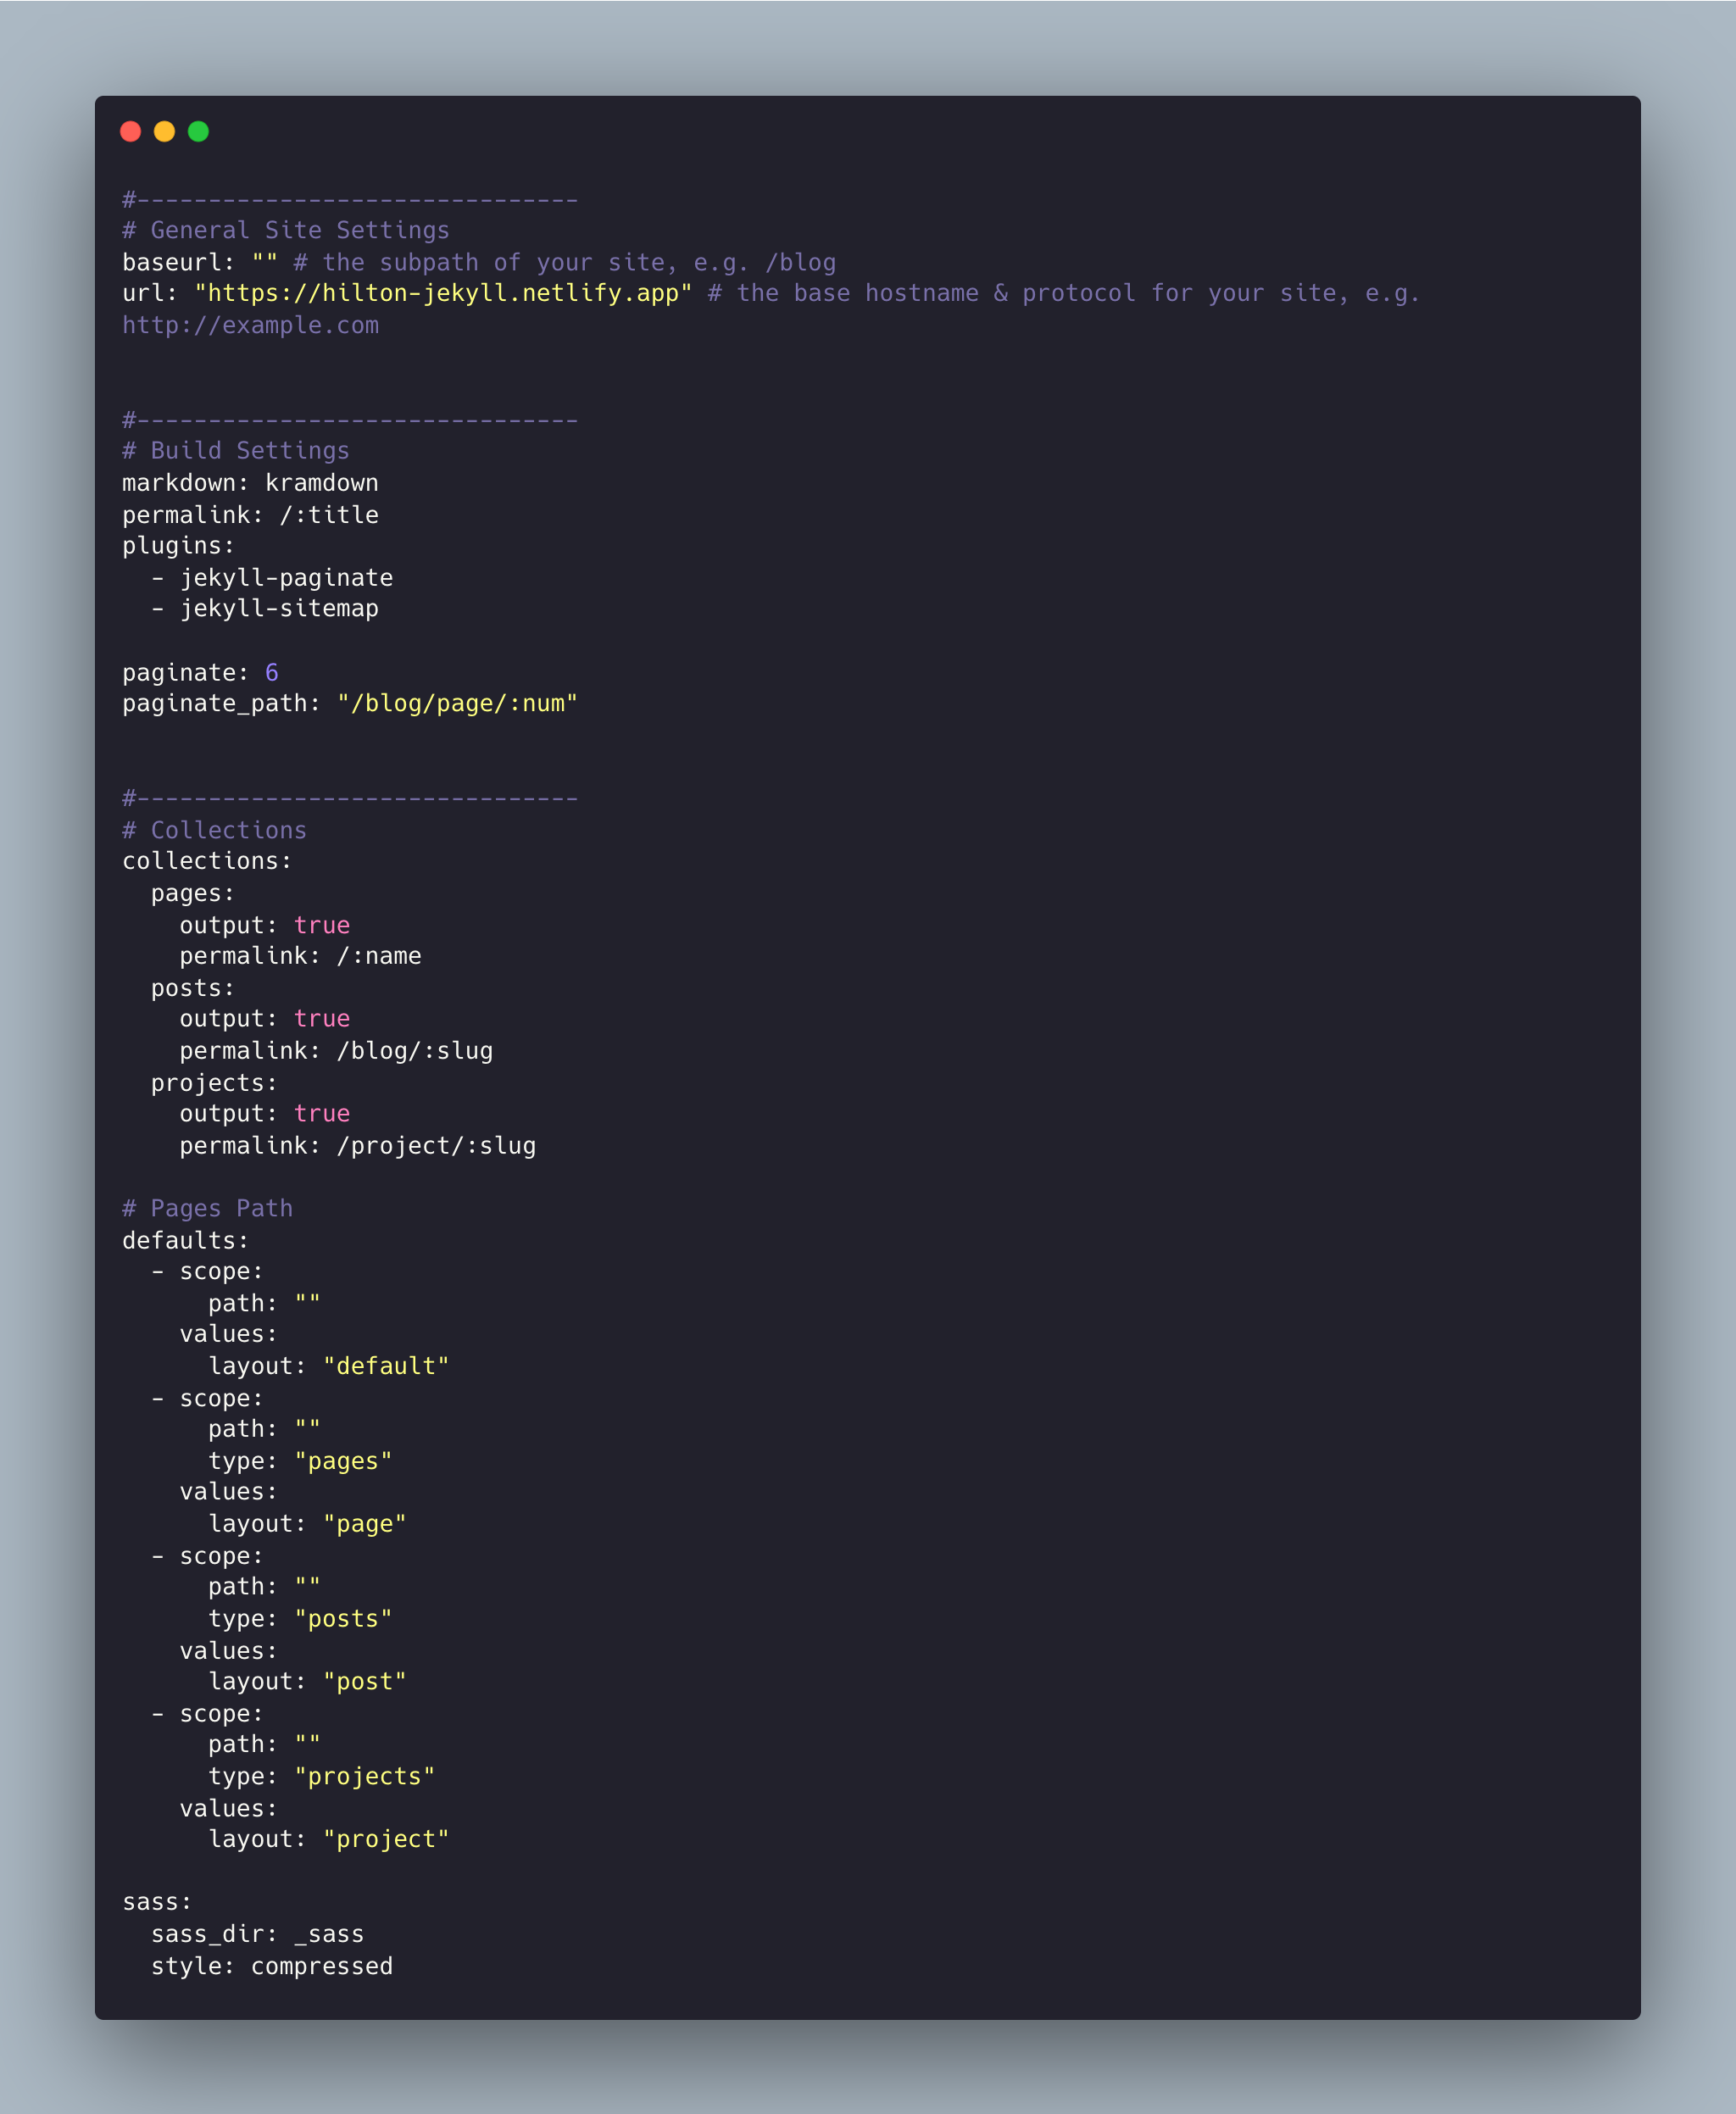 #-------------------------------
# General Site Settings
baseurl: "" # the subpath of your site, e.g. /blog
url: "https://hilton-jekyll.netlify.app" # the base hostname & protocol for your site, e.g.
http://example.com
#-------------------------------
# Build Settings
markdown: kramdown
permalink: /:title
plugins:
  - jekyll-paginate
  - jekyll-sitemap
paginate: 6
paginate_path: "/blog/page/:num"
#-------------------------------
# Collections
collections:
  pages:
    output: true
    permalink: /:name
  posts:
    output: true
    permalink: /blog/:slug
  projects:
    output: true
    permalink: /project/:slug
# Pages Path
defaults:
  - scope:
      path: ""
    values:
      layout: "default"
  - scope:
      path: ""
      type: "pages"
    values:
      layout: "page"
  - scope:
      path: ""
      type: "posts"
    values:
      layout: "post"
  - scope:
      path: ""
      type: "projects"
    values:
      layout: "project"
sass:
  sass_dir: _sass
  style: compressed